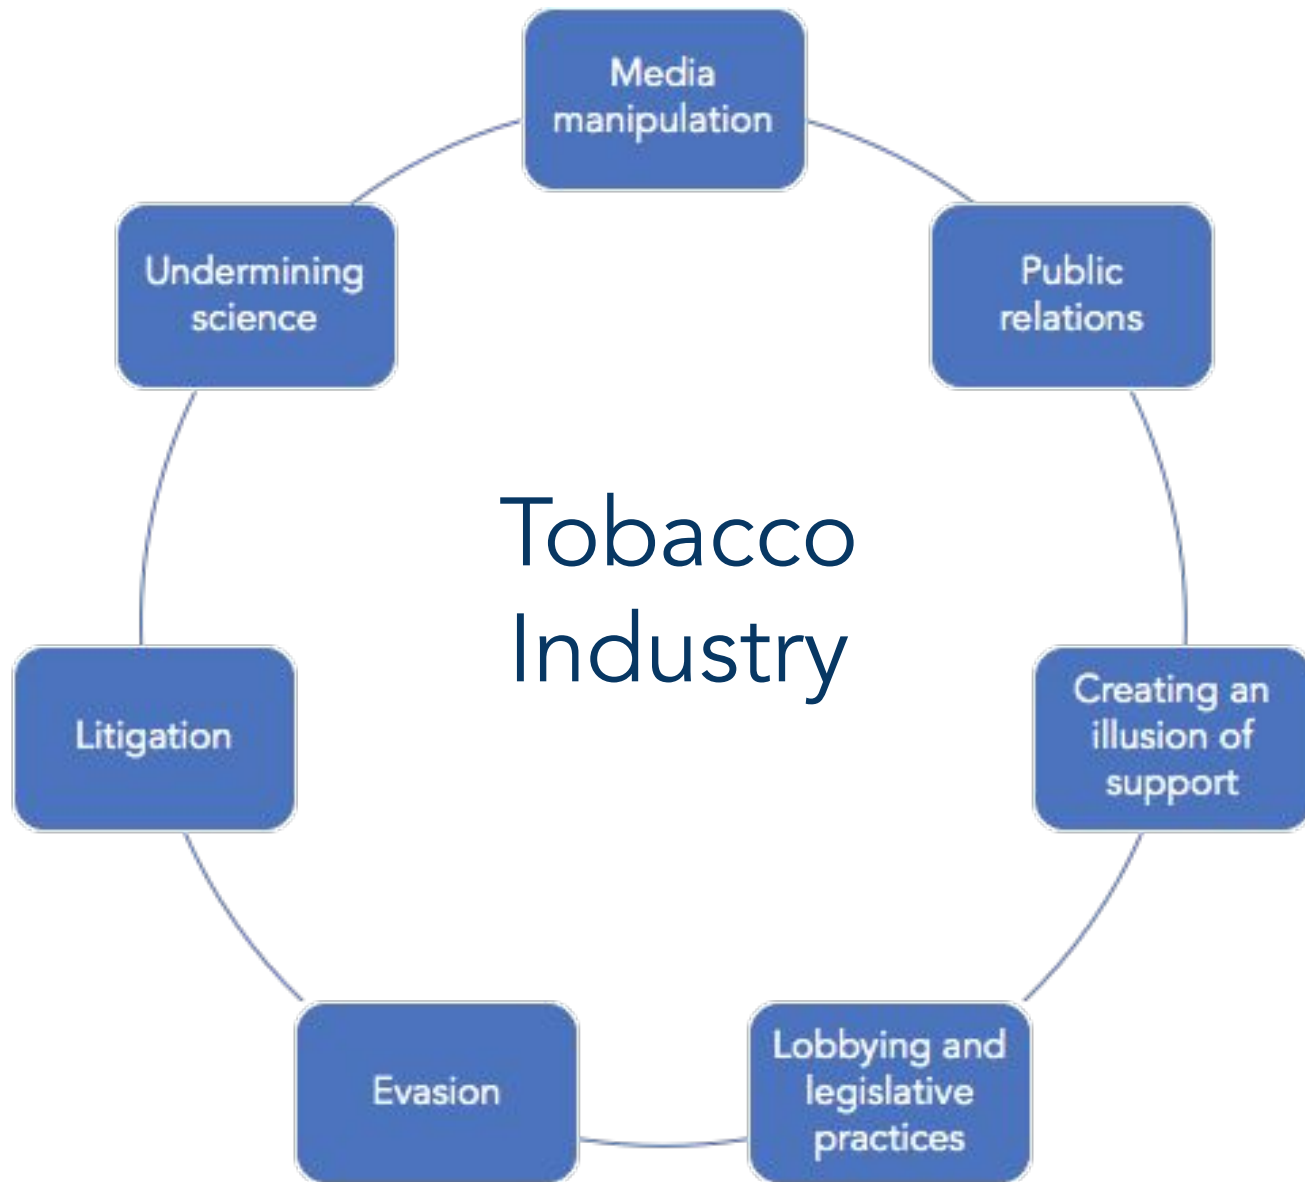 Media
manipulation
Public
relations
Creating an
illusion of
support
Lobbying and
legislative
practices
Evasion
Litigation
Undermining
science
Tobacco
Industry